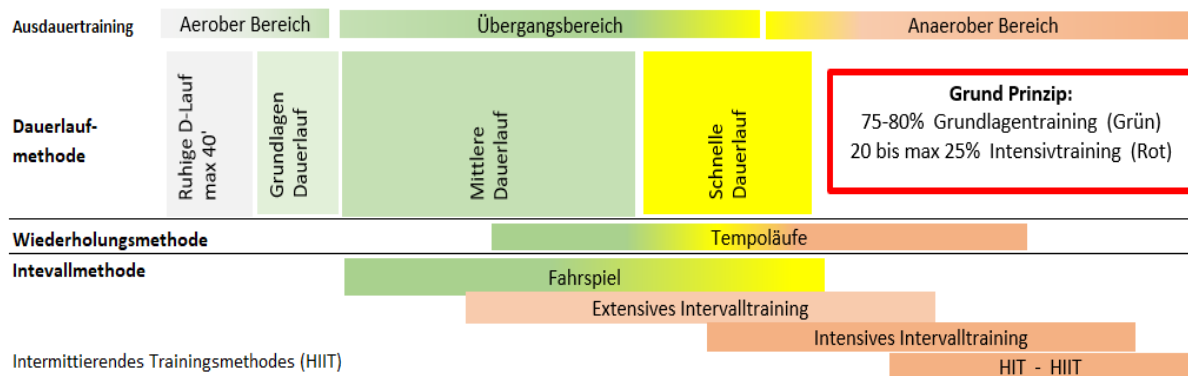 Ausdauertraining
Aerober Bereich
Übergangsbereich
Anaerober Bereich
Dauerlauf-
methode
Ruhige D-Lauf
max 40'
Grundlagen
Dauerlauf
Mittlere
Dauerlauf
Schnelle
Dauerlauf
Grund Prinzip:
75-80% Grundlagentraining (Grün)
20 bis max 25% Intensivtraining (Rot)
Wiederholungsmethode
Tempoläufe
Intevallmethode
Fahrspiel
Extensives Intervalltraining
Intensives Intervalltraining
Intermittierendes Trainingsmethodes (HIIT)
HIT - HIIT